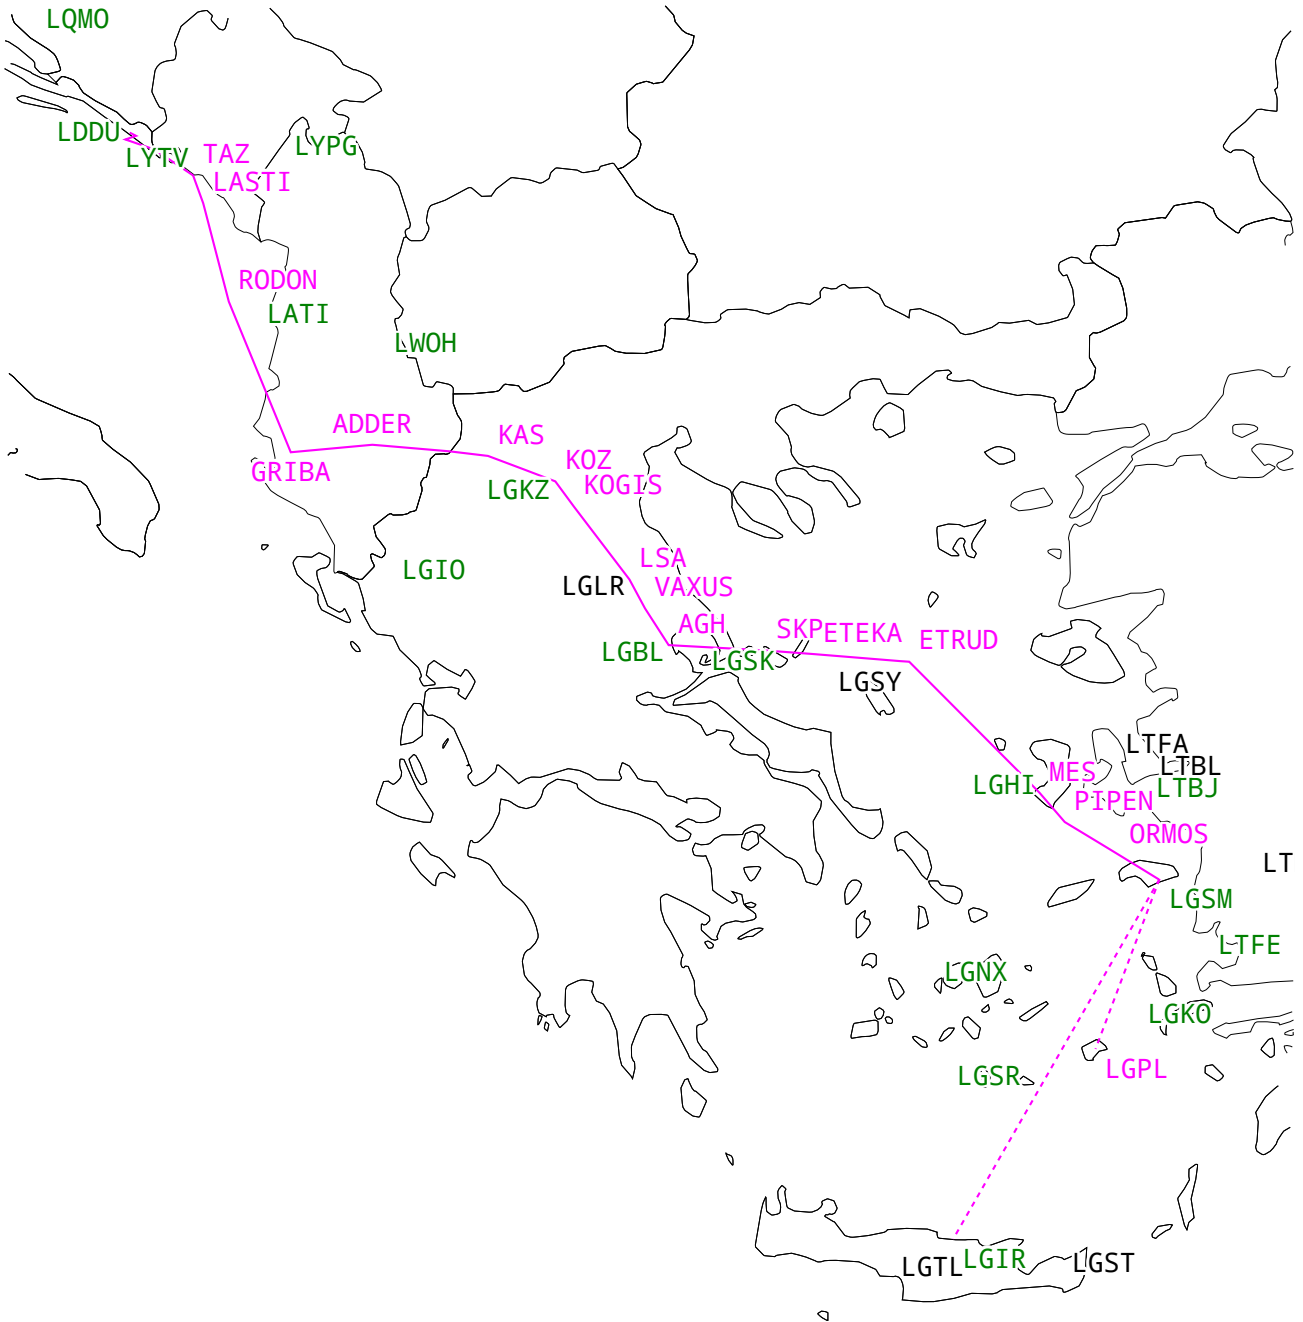 LQMO
LDDU
LYTV
TAZ
LYPG
LASTI
RODON
LATI
LWOH
ADDER
KAS
KOZ
GRIBA
KOGIS
LGKZ
LSA
LGIO
LGLR
VAXUS
AGH
SKP
ETEKA
ETRUD
LGBL
LGSK
LGSY
LTFA
LTBL
MES
LGHI
LTBJ
PIPEN
ORMOS
LT
LGSM
LTFE
LGNX
LGKO
LGPL
LGSR
LGTL
LGIR
LGST